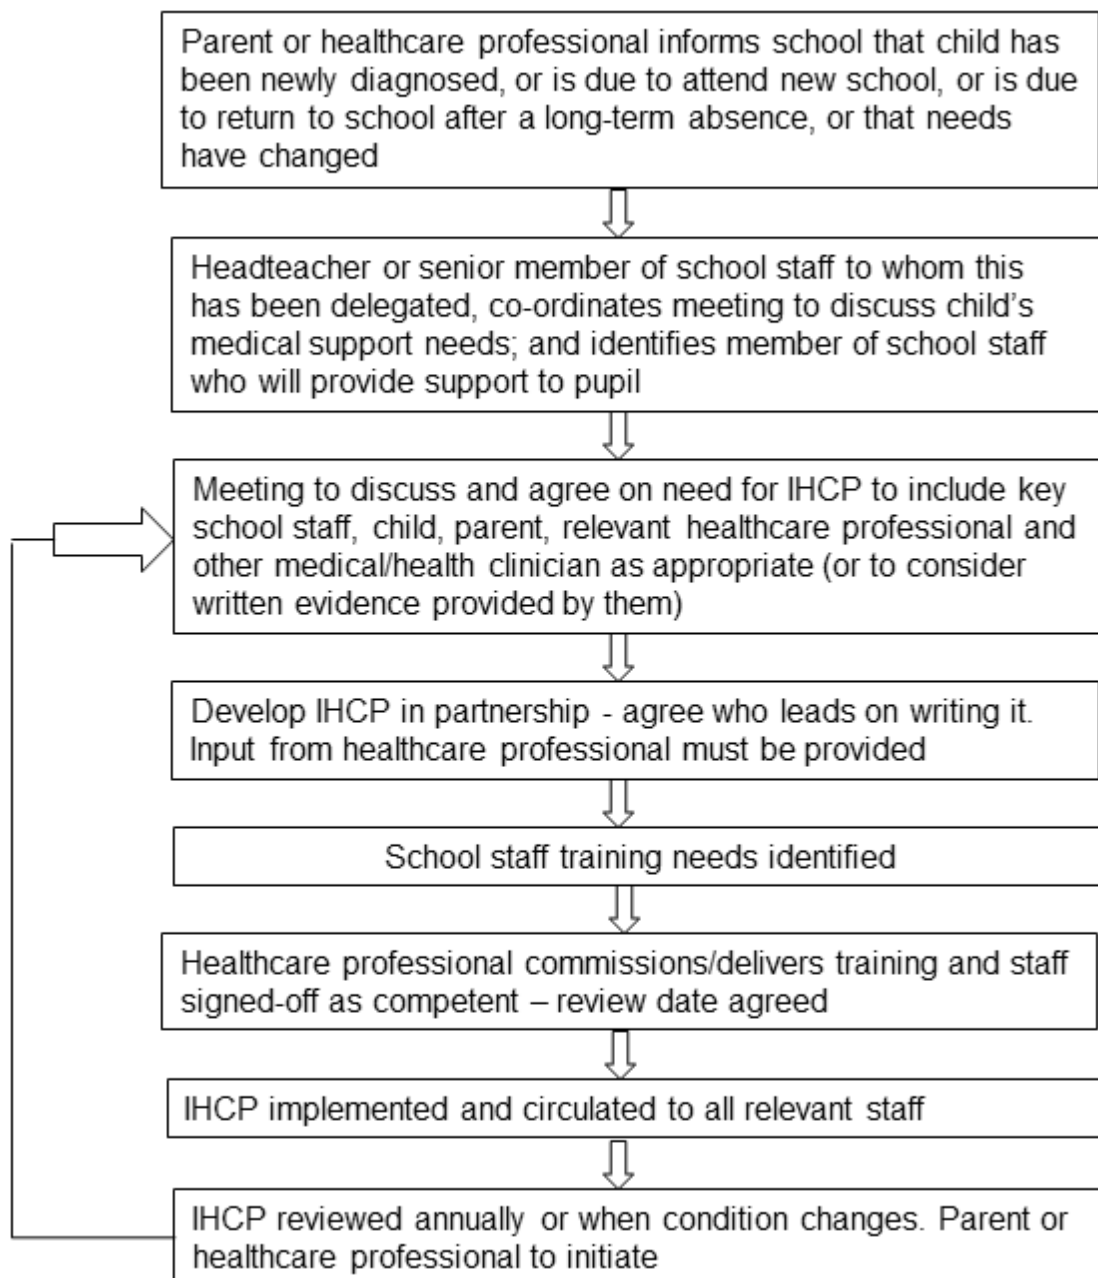 Parent or healthcare professional informs school that child has
been newly diagnosed, or is due to attend new school, or is due
to return to school after a long-term absence, or that needs
have changed
Headteacher or senior member of school staff to whom this
has been delegated, co-ordinates meeting to discuss child's
medical support needs; and identifies member of school staff
who will provide support to pupil
Meeting to discuss and agree on need for IHCP to include key
school staff, child, parent, relevant healthcare professional and
other medical/health clinician as appropriate (or to consider
written evidence provided by them)
Develop IHCP in partnership - agree who leads on writing it.
Input from healthcare professional must be provided
School staff training needs identified
Healthcare professional commissions/delivers training and staff
signed-off as competent – review date agreed
IHCP implemented and circulated to all relevant staff
IHCP reviewed annually or when condition changes. Parent or
healthcare professional to initiate